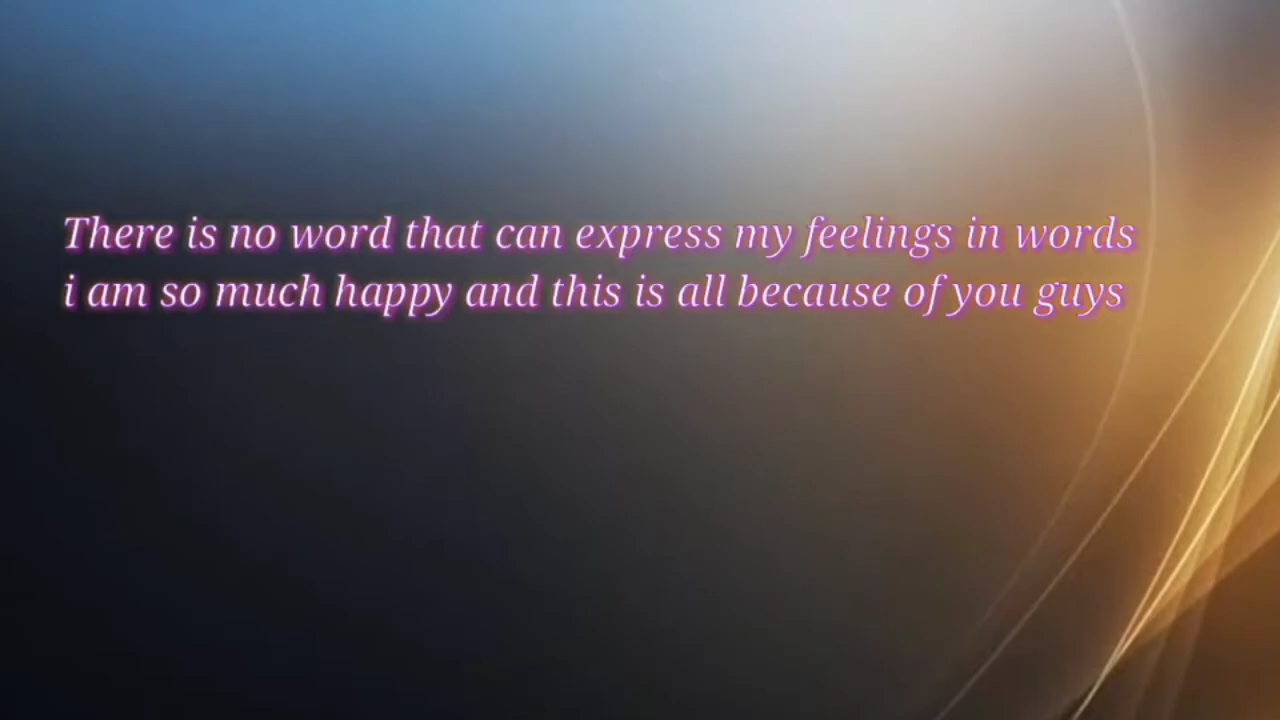 There is no word that can express my feelings in words
i am so much happy and this is all because of you guys